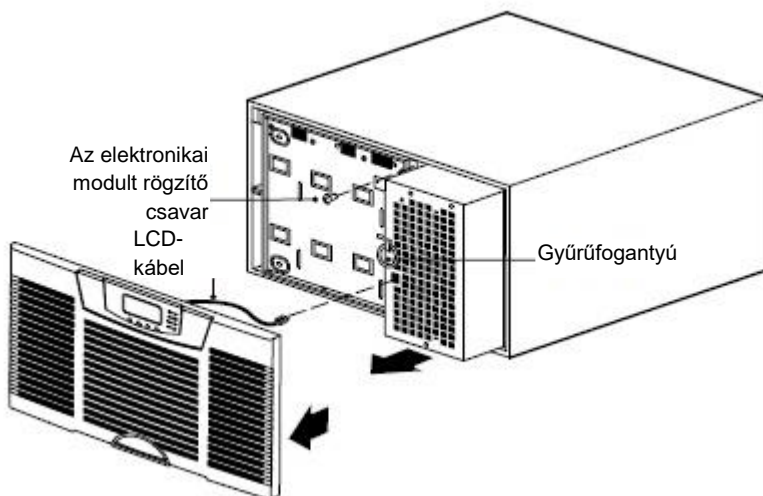 Az elektronikai
modult rögzítő
csavar
LCD-
kábel
Gyűrűfogantyú